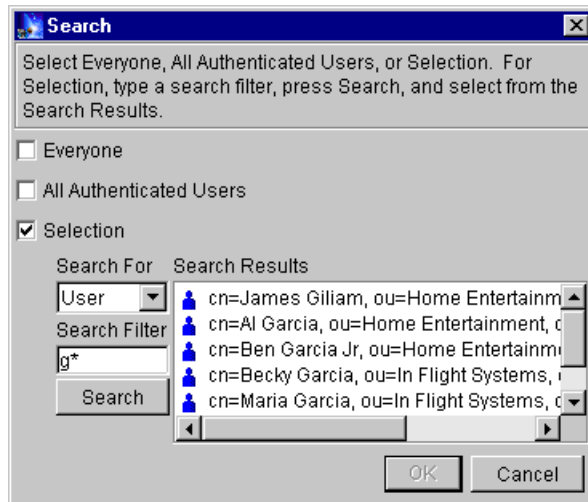 Search
Select Everyone, All Authenticated Users, or Selection. For
Selection, type a search filter, press Search, and select from the
Search Results.
Everyone
All Authenticated Users
Selection
Search For
Search Results
User
Search Filter
g*
Search
cn=James Giliam, ou=Home Entertainm
cn=Al Garcia, ou=Home Entertainment,
cn=Ben Garcia Jr, ou=Home Entertainm
cn=Becky Garcia, ou=In Flight Systems,
cn=Maria Garcia, ou=In Flight Systems,
OK
Cancel